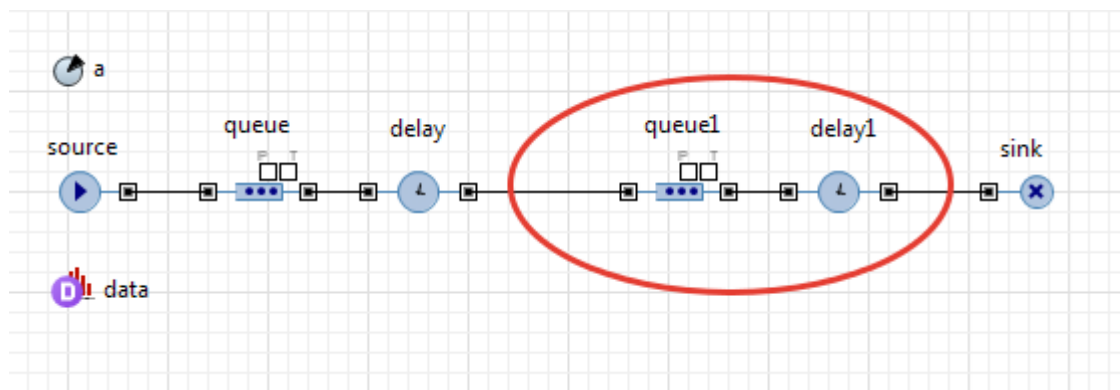 a
queue
delay
queue1
delay1
source
sink
P T
P T
D
data